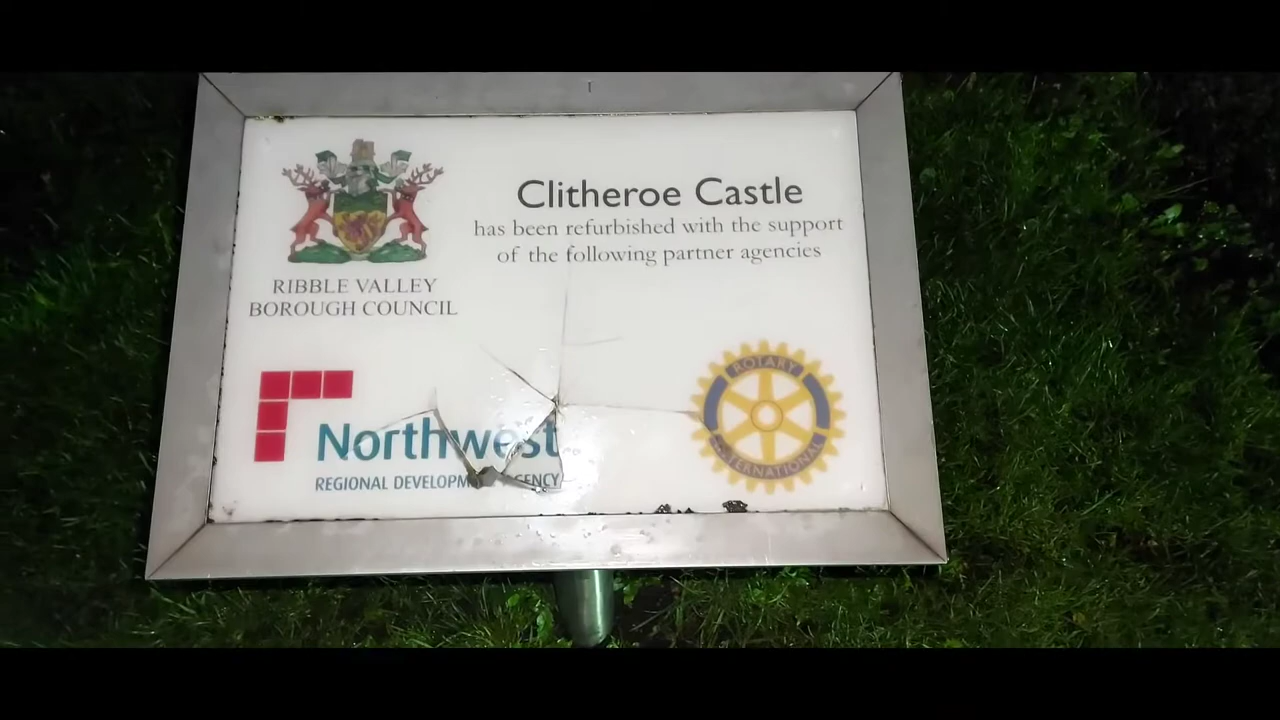 Clitheroe Castle
has been refurbished with the support
of the following partner agencies
RIBBLE VALLEY
BOROUGH COUNCIL
Northwest
REGIONAL DEVELOPM ENCY
ROTARY
INTERNATIONAL